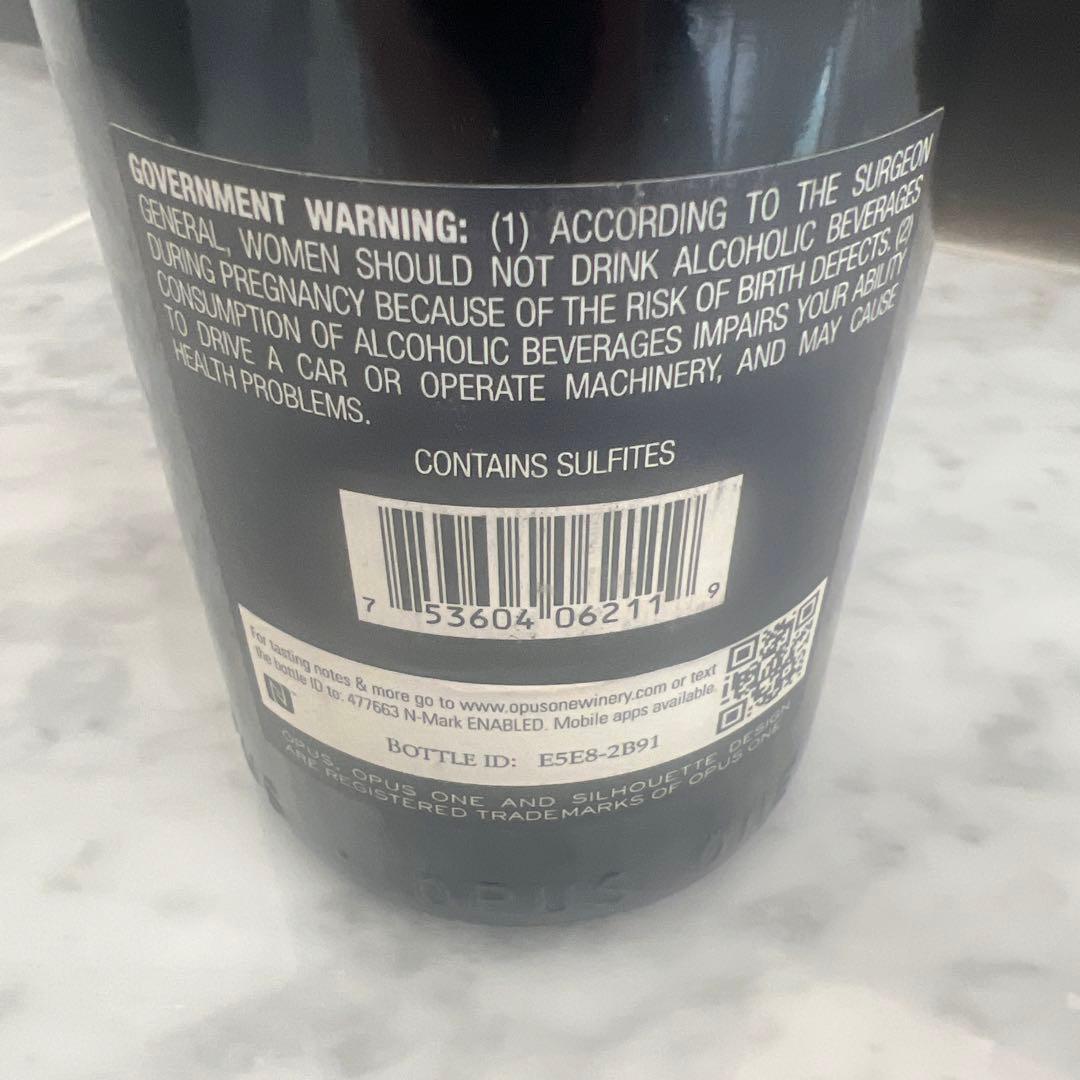 GOVERNMENT WARNING: (1) ACCORDING TO THE SURGEON
GENERAL, WOMEN SHOULD NOT DRINK ALCOHOLIC BEVERAGES
DURING PREGNANCY BECAUSE OF THE RISK OF BIRTH DEFECTS. (2)
CONSUMPTION OF ALCOHOLIC BEVERAGES IMPAIRS YOUR ABILITY
TO DRIVE A CAR OR OPERATE MACHINERY, AND MAY CAUSE
HEALTH PROBLEMS.
CONTAINS SULFITES
7 53604 06211 9
For tasting notes & more go to www.opusonewinery.com or text
the bottle ID to: 477663 N-Mark ENABLED. Mobile apps available.
N
BOTTLE ID: E5E8-2B91
OPUS, OPUS ONE AND SILHOUETTE DESIGN
ARE REGISTERED TRADEMARKS OF OPUS ONE
OPUS